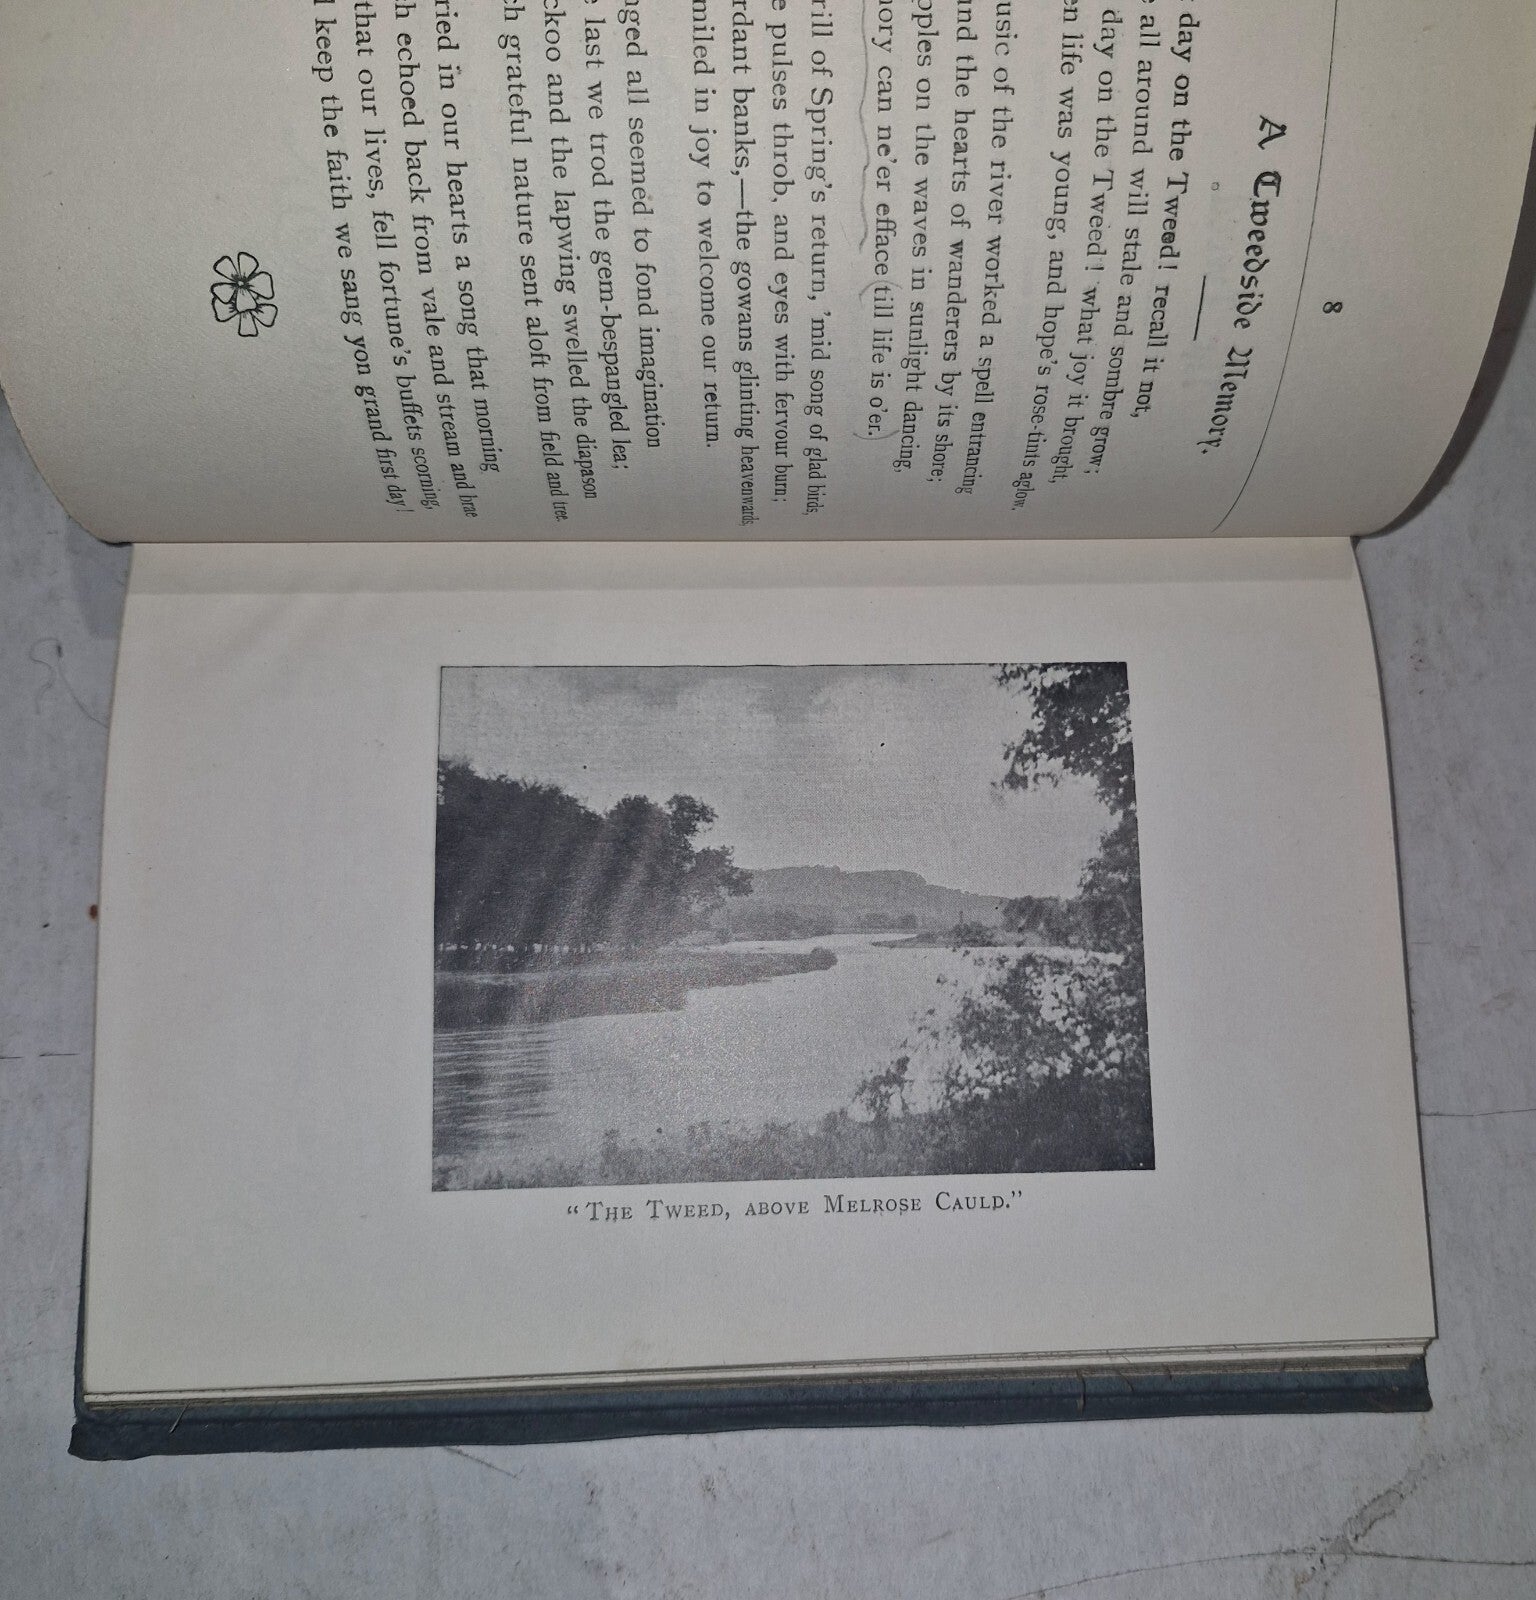 8
A Tweedside Memory.
day on the Tweed! recall it not,
all around will stale and sombre grow;
day on the Tweed! what joy it brought,
en life was young, and hope's rose-tints aglow.
usic of the river worked a spell entrancing
und the hearts of wanderers by its shore;
pples on the waves in sunlight dancing,
mory can ne'er efface (till life is o'er.)
rill of Spring's return, 'mid song of glad birds,
e pulses throb, and eyes with fervour burn;
rdant banks,—the gowans glinting heavenwards,
miled in joy to welcome our return.
nged all seemed to fond imagination
e last we trod the gem-bespangled lea;
ckoo and the lapwing swelled the diapason
ch grateful nature sent aloft from field and tree.
ried in our hearts a song that morning
ch echoed back from vale and stream and brae
that our lives, fell fortune's buffets scorning,
l keep the faith we sang yon grand first day!
"The Tweed, above Melrose Cauld."